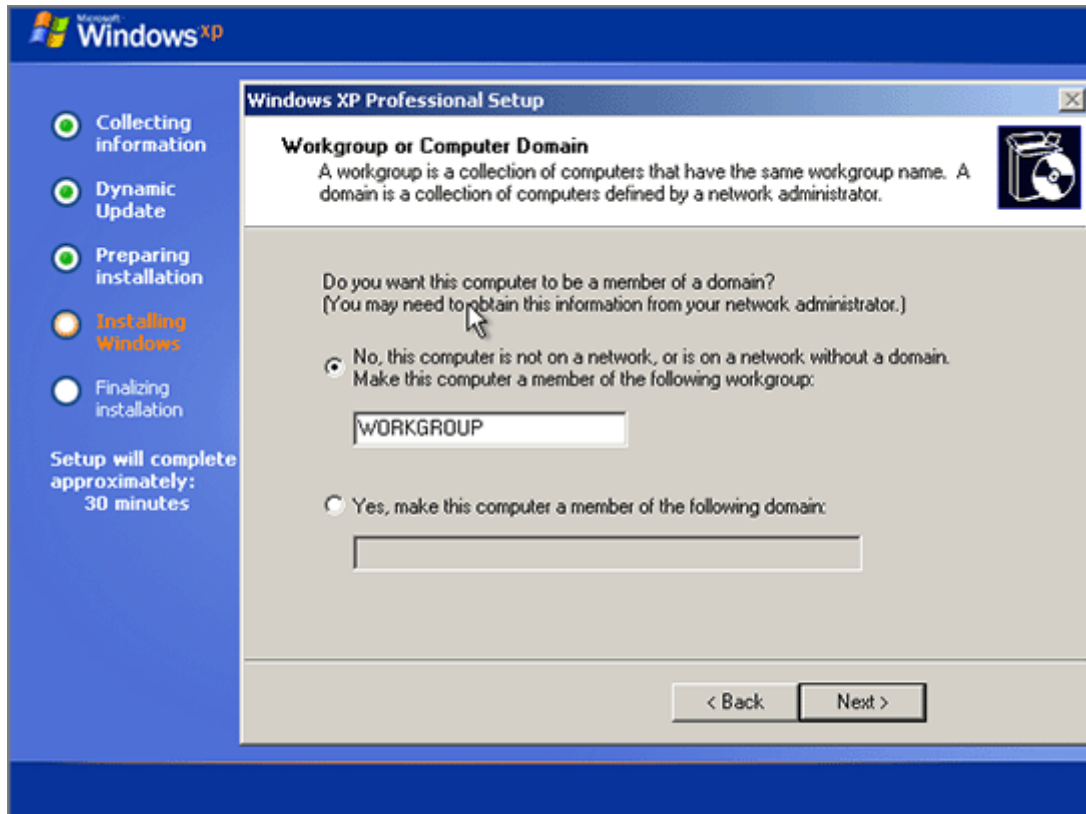 Microsoft
Windows xp
Collecting
information
Dynamic
Update
Preparing
installation
Installing
Windows
Finalizing
installation
Setup will complete
approximately:
30 minutes
Windows XP Professional Setup
Workgroup or Computer Domain
A workgroup is a collection of computers that have the same workgroup name. A
domain is a collection of computers defined by a network administrator.
Do you want this computer to be a member of a domain?
(You may need to obtain this information from your network administrator.)
No, this computer is not on a network, or is on a network without a domain.
Make this computer a member of the following workgroup:
WORKGROUP
Yes, make this computer a member of the following domain:
< Back
Next >